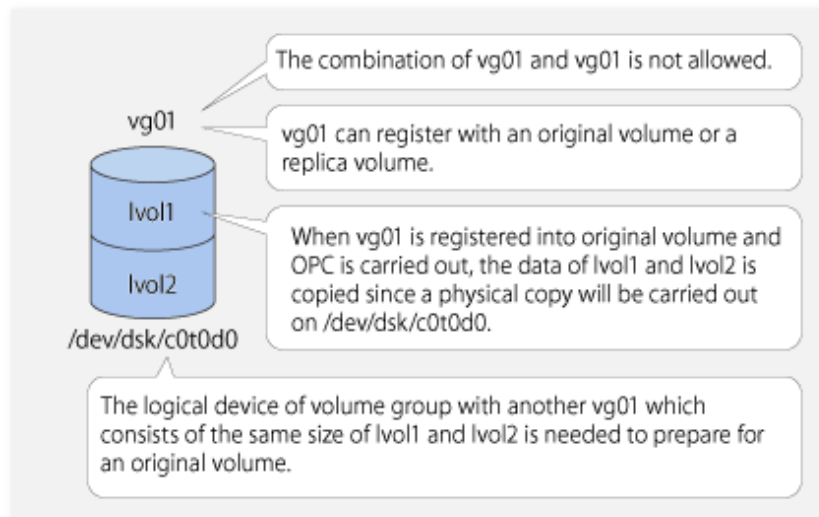 The combination of vg01 and vg01 is not allowed.
vg01
vg01 can register with an original volume or a
replica volume.
lvol1
When vg01 is registered into original volume and
OPC is carried out, the data of lvol1 and lvol2 is
copied since a physical copy will be carried out
on /dev/dsk/c0t0d0.
lvol2
/dev/dsk/c0t0d0
The logical device of volume group with another vg01 which
consists of the same size of lvol1 and lvol2 is needed to prepare for
an original volume.